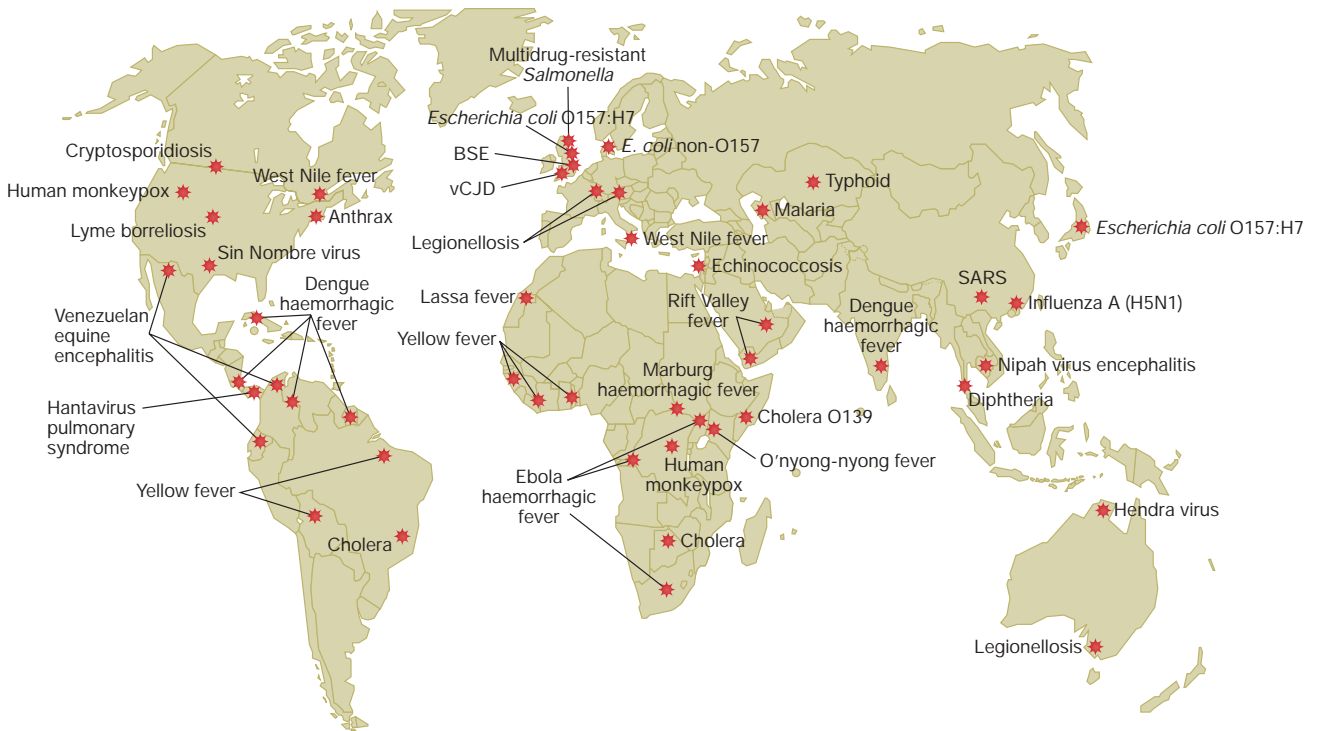 Multidrug-resistant
Salmonella
Escherichia coli O157:H7
E. coli non-O157
BSE
vCJD
Cryptosporidiosis
West Nile fever
Human monkeypox
Anthrax
Lyme borreliosis
Sin Nombre virus
Legionellosis
West Nile fever
Typhoid
Malaria
Escherichia coli O157:H7
Echinococcosis
SARS
Influenza A (H5N1)
Dengue
haemorrhagic
fever
Venezuelan
equine
encephalitis
Lassa fever
Yellow fever
Rift Valley
fever
Dengue
haemorrhagic
fever
Nipah virus encephalitis
Diphtheria
Marburg
haemorrhagic fever
Cholera O139
Hantavirus
pulmonary
syndrome
O'nyong-nyong fever
Human
monkeypox
Ebola
haemorrhagic
fever
Yellow fever
Cholera
Cholera
Hendra virus
Legionellosis